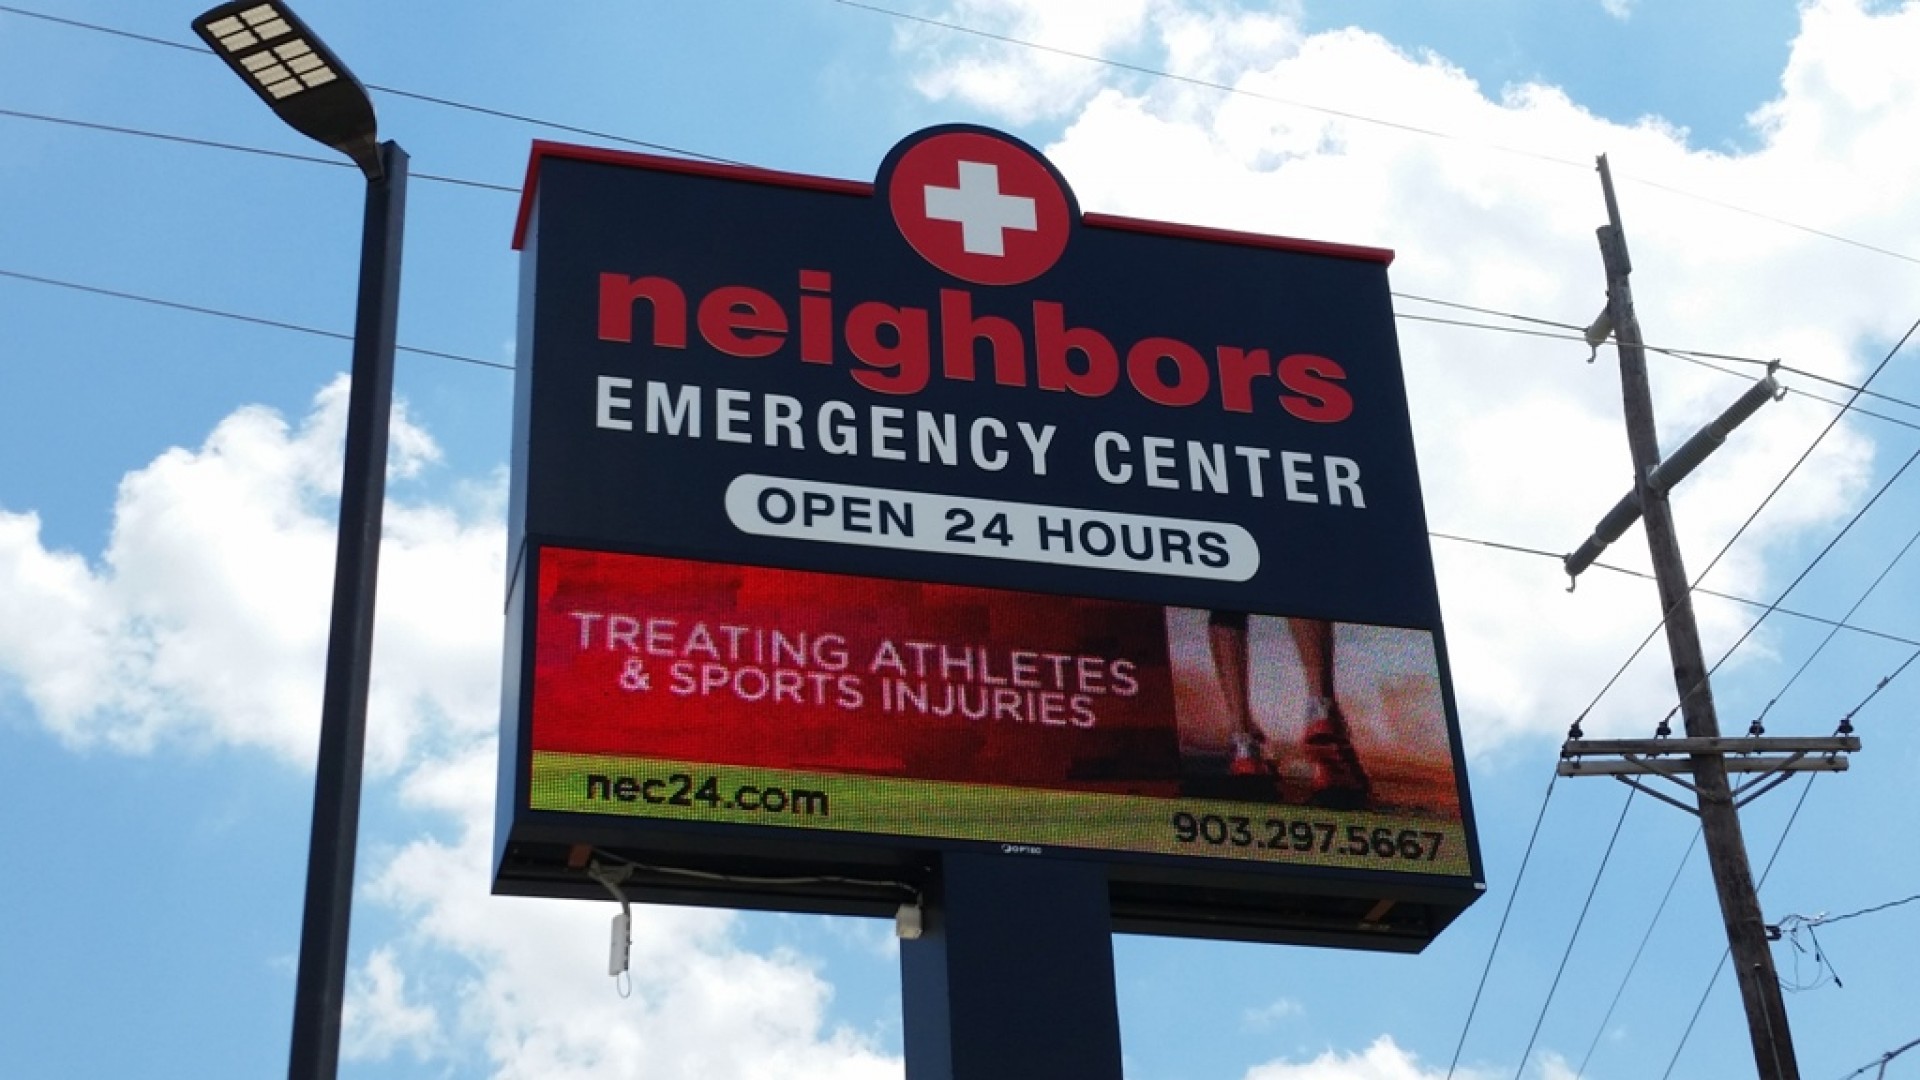 neighbors
EMERGENCY CENTER
OPEN 24 HOURS
TREATING ATHLETES
& SPORTS INJURIES
nec24.com
903.297.5667